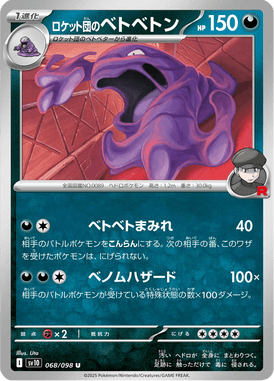 1進化
ロケット団のベトベトン
HP 150
ロケット団のベトベターから進化
全国図鑑NO.0089 ヘドロポケモン 高さ:1.2m 重さ:30.0kg
R
ベトベトまみれ 40
相手のバトルポケモンをこんらんにする。次の相手の番、このワザ
を受けたポケモンは、にげられない。
ベノムハザード 100×
相手のバトルポケモンが受けている特殊状態の数×100ダメージ。
弱点 ×2 抵抗力 にげる
Illus. Uta
I SV10 068/098 U
©2025 Pokémon/Nintendo/Creatures/GAME FREAK.